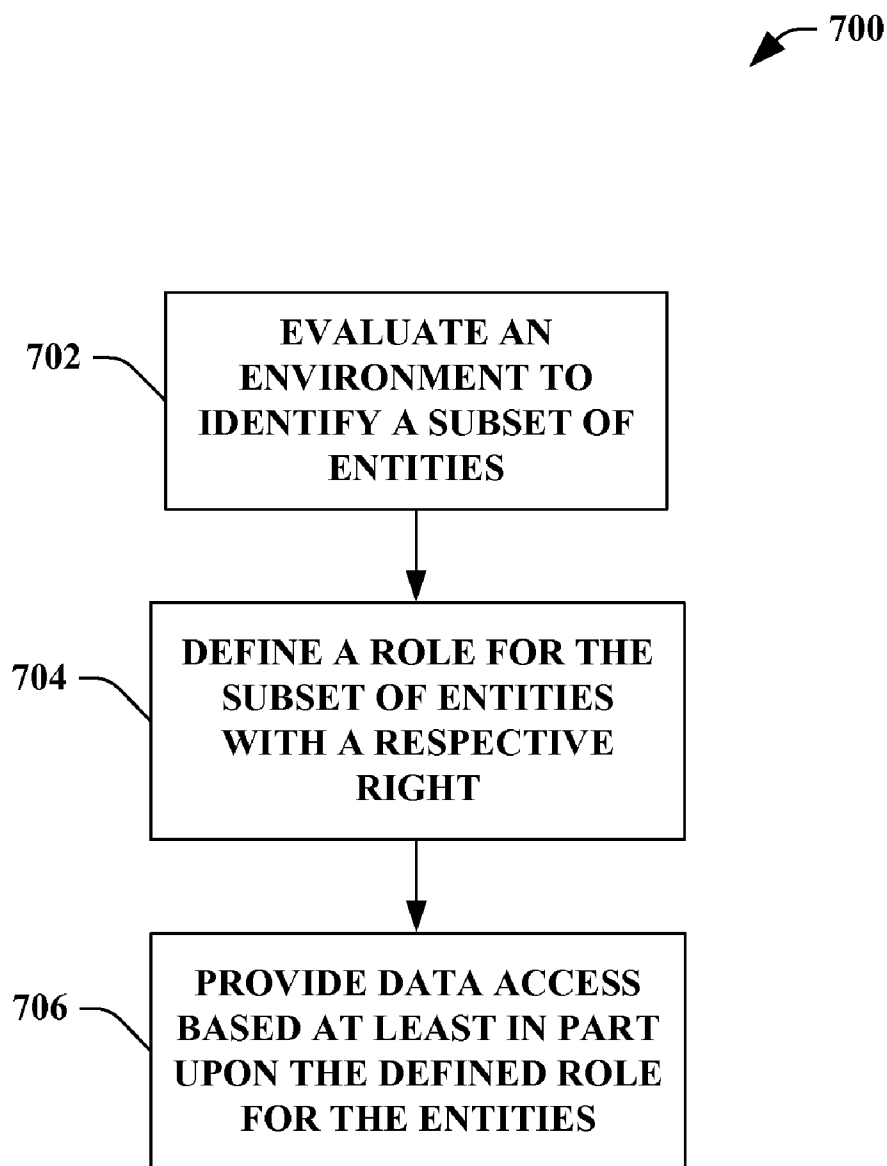 700
702
EVALUATE AN
ENVIRONMENT TO
IDENTIFY A SUBSET OF
ENTITIES
704
DEFINE A ROLE FOR THE
SUBSET OF ENTITIES
WITH A RESPECTIVE
RIGHT
706
PROVIDE DATA ACCESS
BASED AT LEAST IN PART
UPON THE DEFINED ROLE
FOR THE ENTITIES